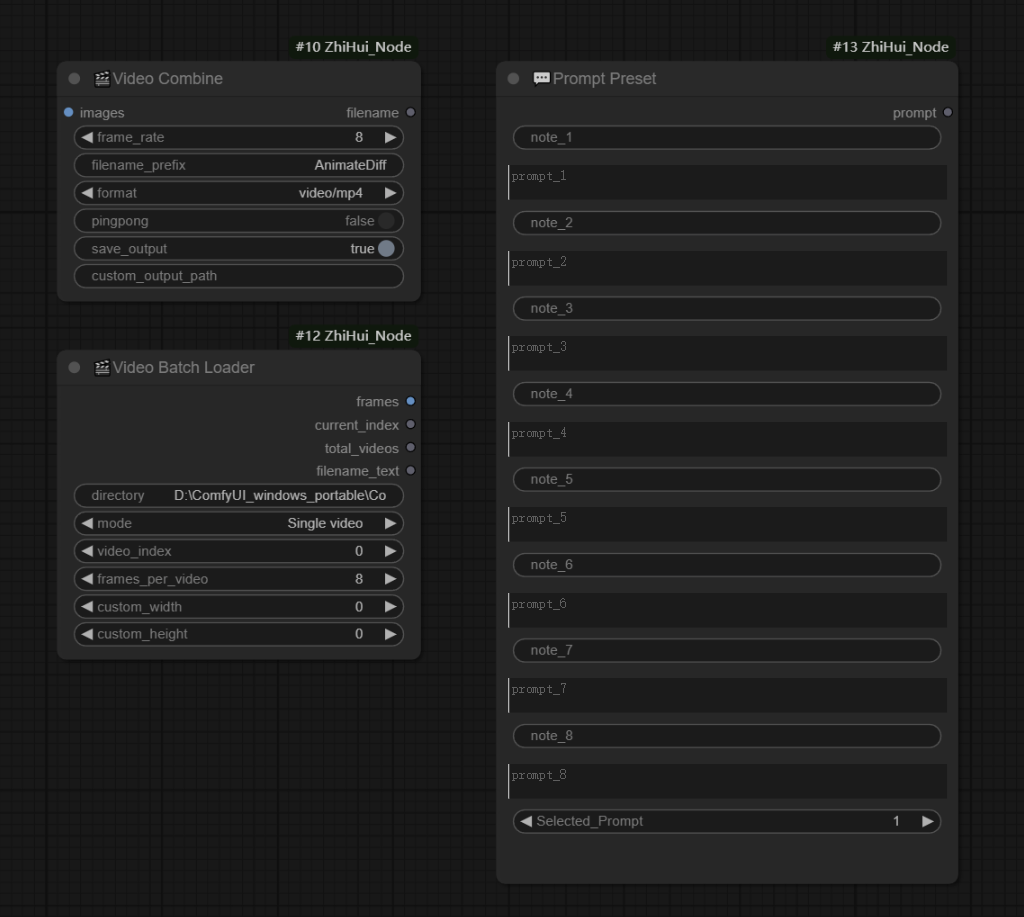 #10 ZhiHui_Node
Video Combine
images filename
frame_rate 8
filename_prefix AnimateDiff
format video/mp4
pingpong false
save_output true
custom_output_path
#12 ZhiHui_Node
Video Batch Loader
frames
current_index
total_videos
filename_text
directory D:\ComfyUI_windows_portable\Co
mode Single video
video_index 0
frames_per_video 8
custom_width 0
custom_height 0
#13 ZhiHui_Node
Prompt Preset
prompt
note_1
prompt_1
note_2
prompt_2
note_3
prompt_3
note_4
prompt_4
note_5
prompt_5
note_6
prompt_6
note_7
prompt_7
note_8
prompt_8
Selected_Prompt 1